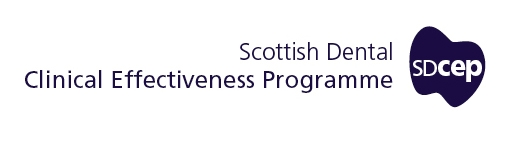 Scottish Dental
Clinical Effectiveness Programme
SDcep